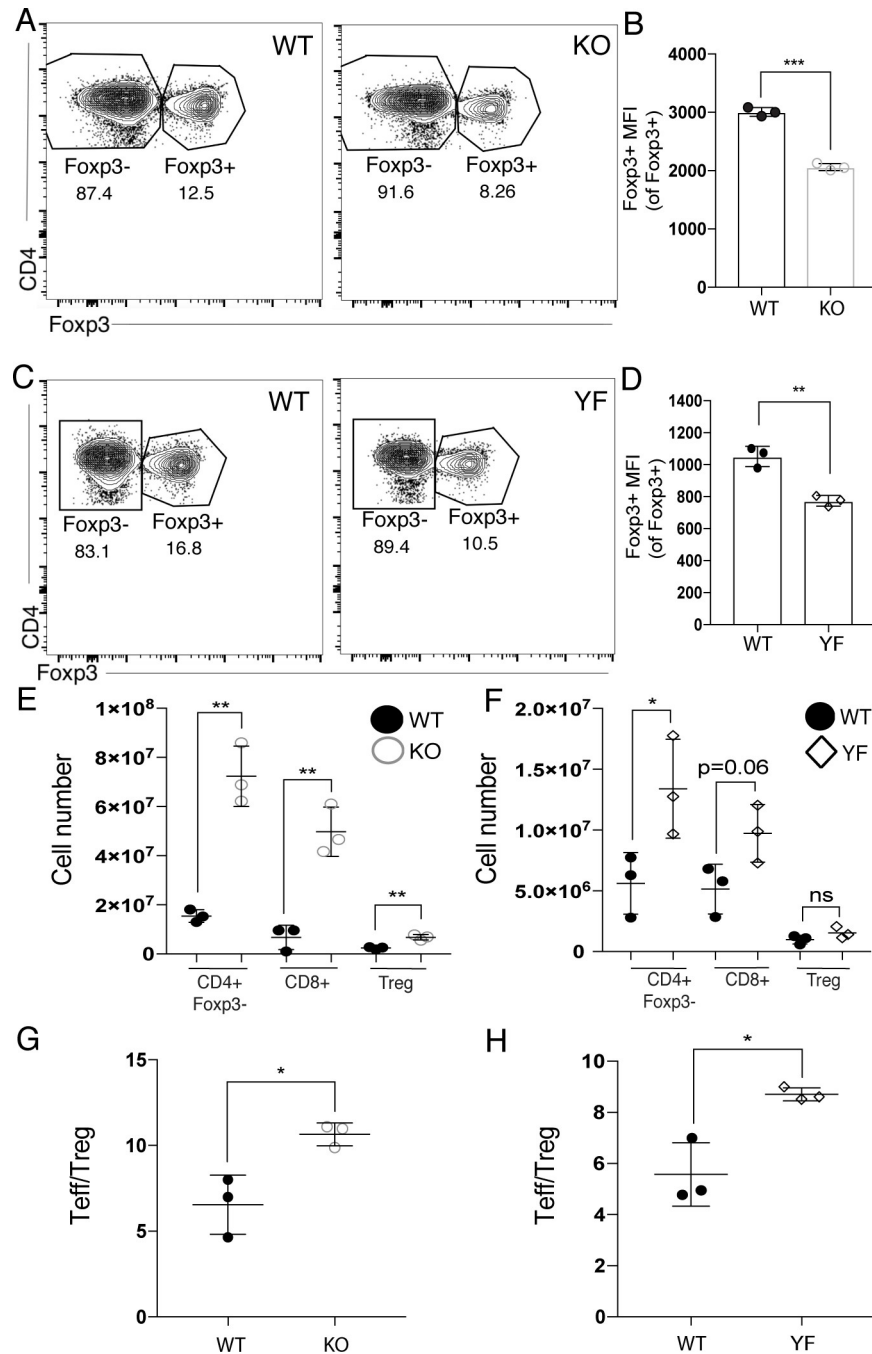 A
WT
KO
Foxp3-
87.4
Foxp3+
12.5
Foxp3-
91.6
Foxp3+
8.26
CD4
Foxp3
B
4000
3000
2000
1000
0
Foxp3+ MFI
(of Foxp3+)
***
WT
KO
C
WT
YF
Foxp3-
83.1
Foxp3+
16.8
Foxp3-
89.4
Foxp3+
10.5
CD4
Foxp3
D
1400
1200
1000
800
600
400
200
0
Foxp3+ MFI
(of Foxp3+)
**
WT
YF
E
1×10⁸
8×10⁷
6×10⁷
4×10⁷
2×10⁷
0
Cell number
**
**
**
WT
KO
CD4+
Foxp3-
CD8+
Treg
F
2.0×10⁷
1.5×10⁷
1.0×10⁷
5.0×10⁶
0
Cell number
*
p=0.06
ns
WT
YF
CD4+
Foxp3-
CD8+
Treg
G
15
10
5
0
Teff/Treg
*
WT
KO
H
10
8
6
4
2
0
Teff/Treg
*
WT
YF